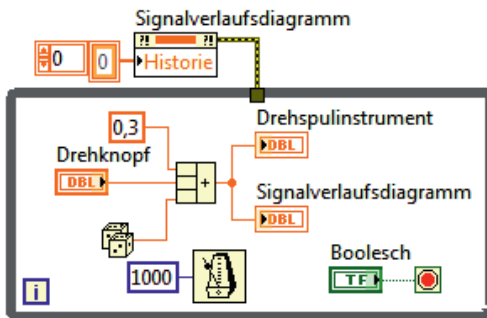 Signalverlaufsdiagramm
?! ?!
0 0 Historie
0,3
Drehspulinstrument
DBL
Drehknopf
DBL
+
Signalverlaufsdiagramm
DBL
1000
Boolesch
TF
i